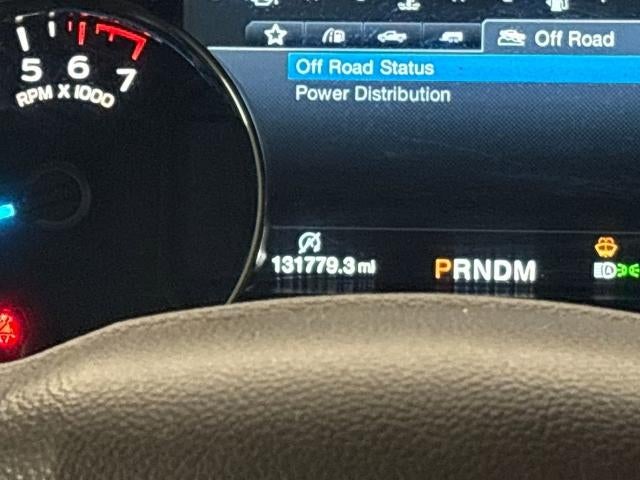 Off Road
Off Road Status
Power Distribution
5 6 7
RPM X 1000
131779.3 mi
PRNDM